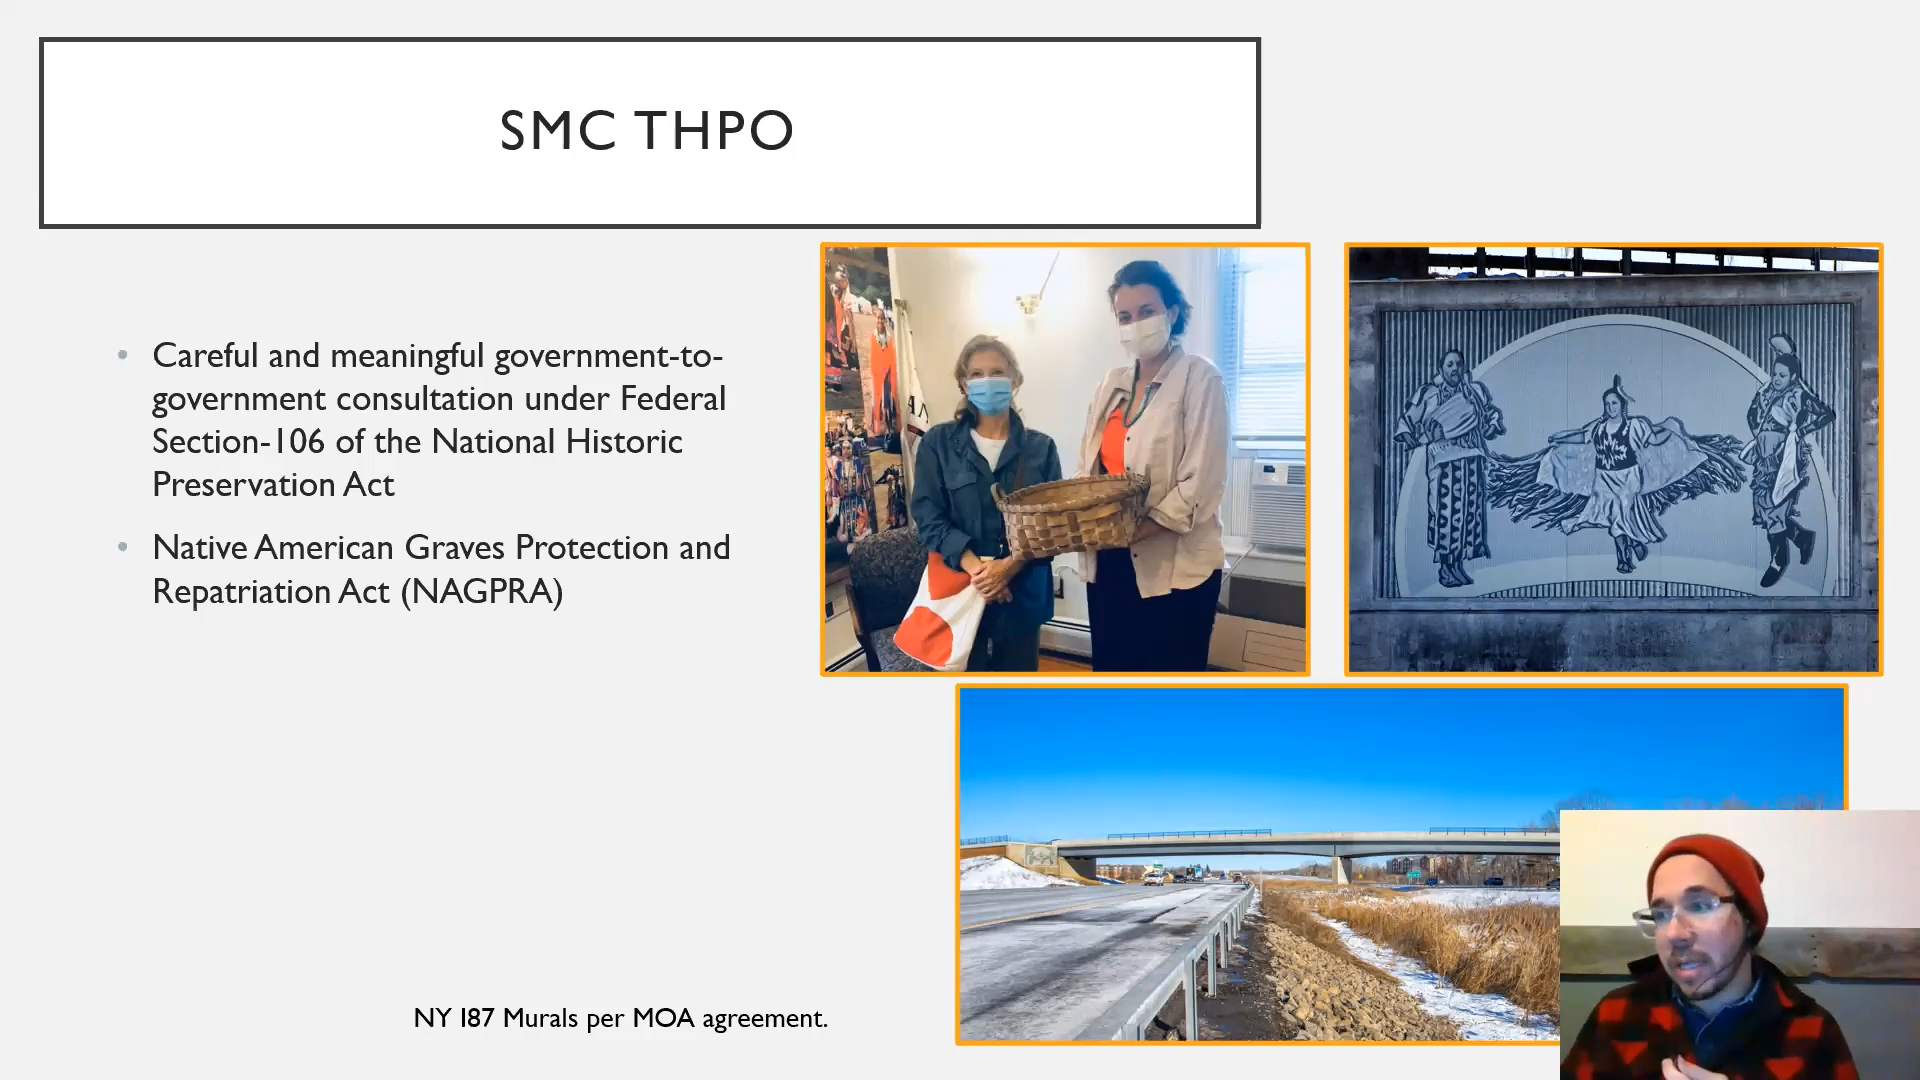 SMC THPO
• Careful and meaningful government-to-
government consultation under Federal
Section-106 of the National Historic
Preservation Act
• Native American Graves Protection and
Repatriation Act (NAGPRA)
NY I87 Murals per MOA agreement.